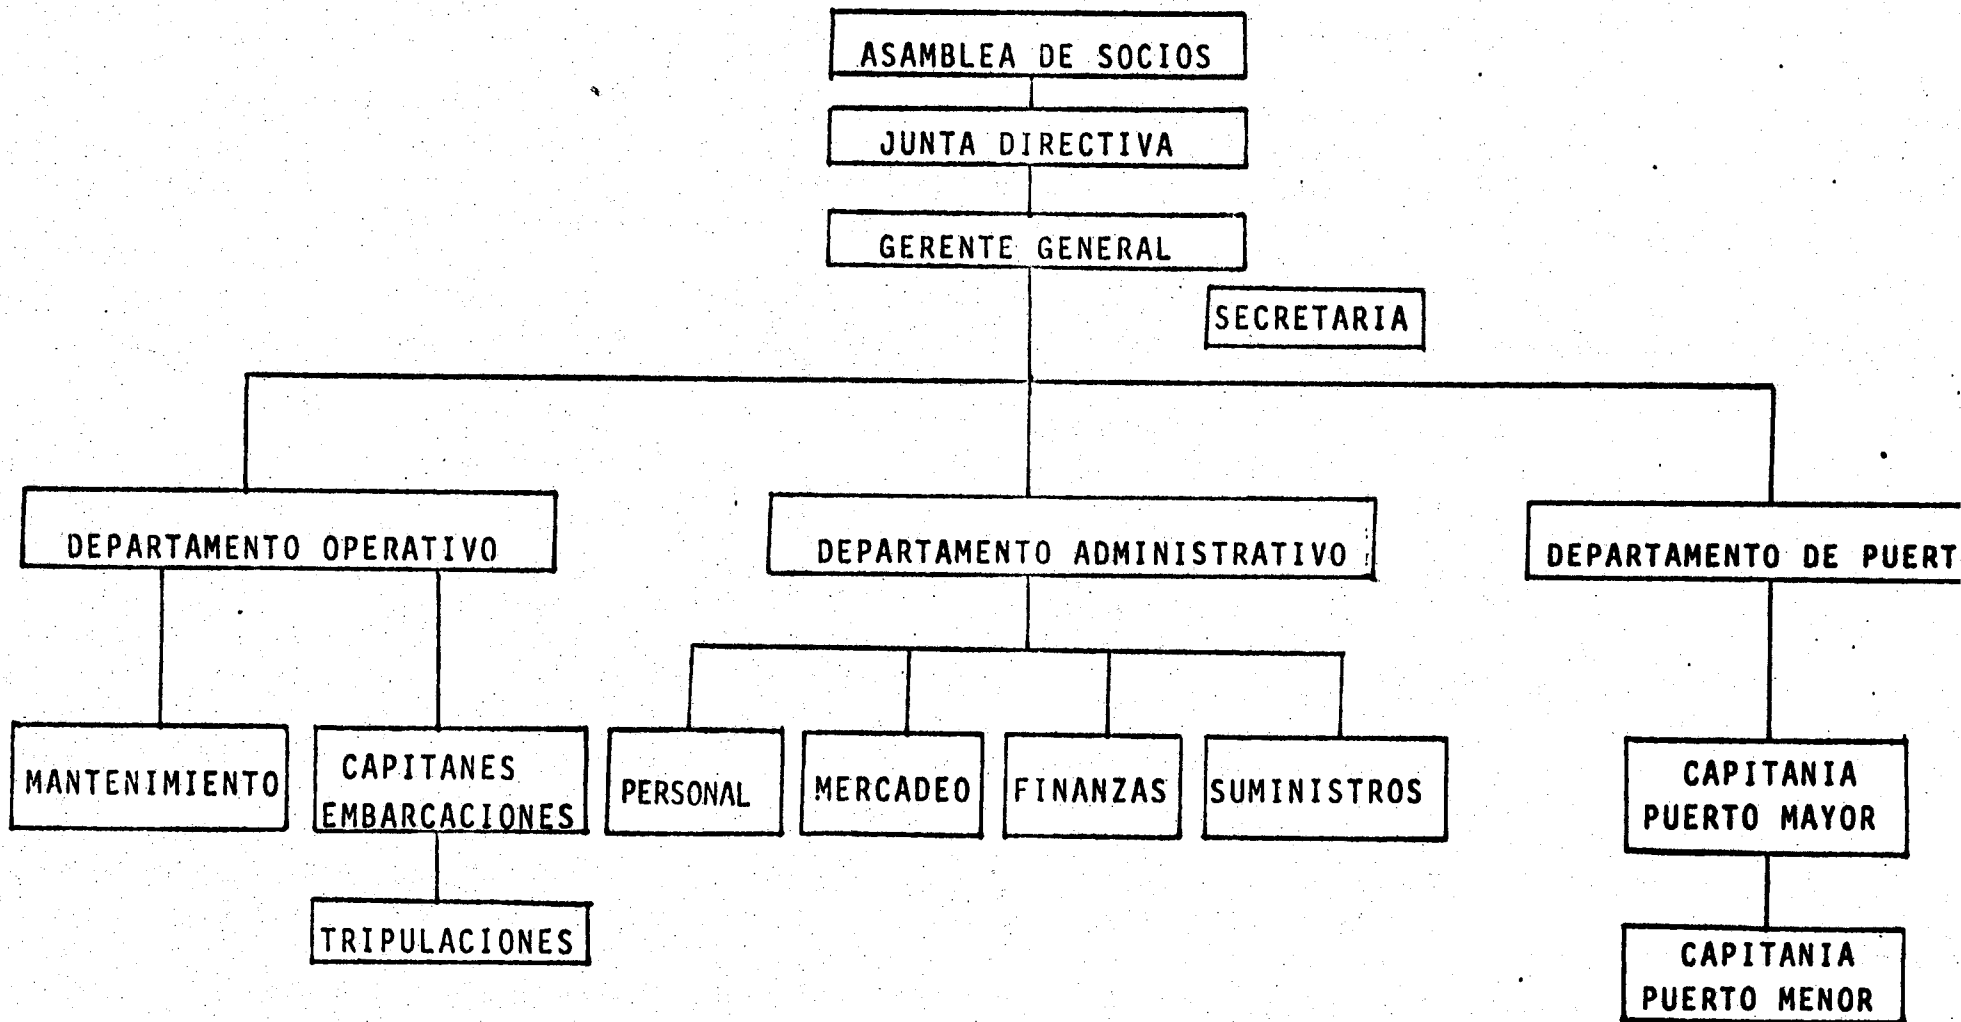 ASAMBLEA DE SOCIOS
JUNTA DIRECTIVA
GERENTE GENERAL
SECRETARIA
DEPARTAMENTO OPERATIVO
DEPARTAMENTO ADMINISTRATIVO
DEPARTAMENTO DE PUERT
MANTENIMIENTO
CAPITANES
EMBARCACIONES
PERSONAL
MERCADEO
FINANZAS
SUMINISTROS
CAPITANIA
PUERTO MAYOR
TRIPULACIONES
CAPITANIA
PUERTO MENOR